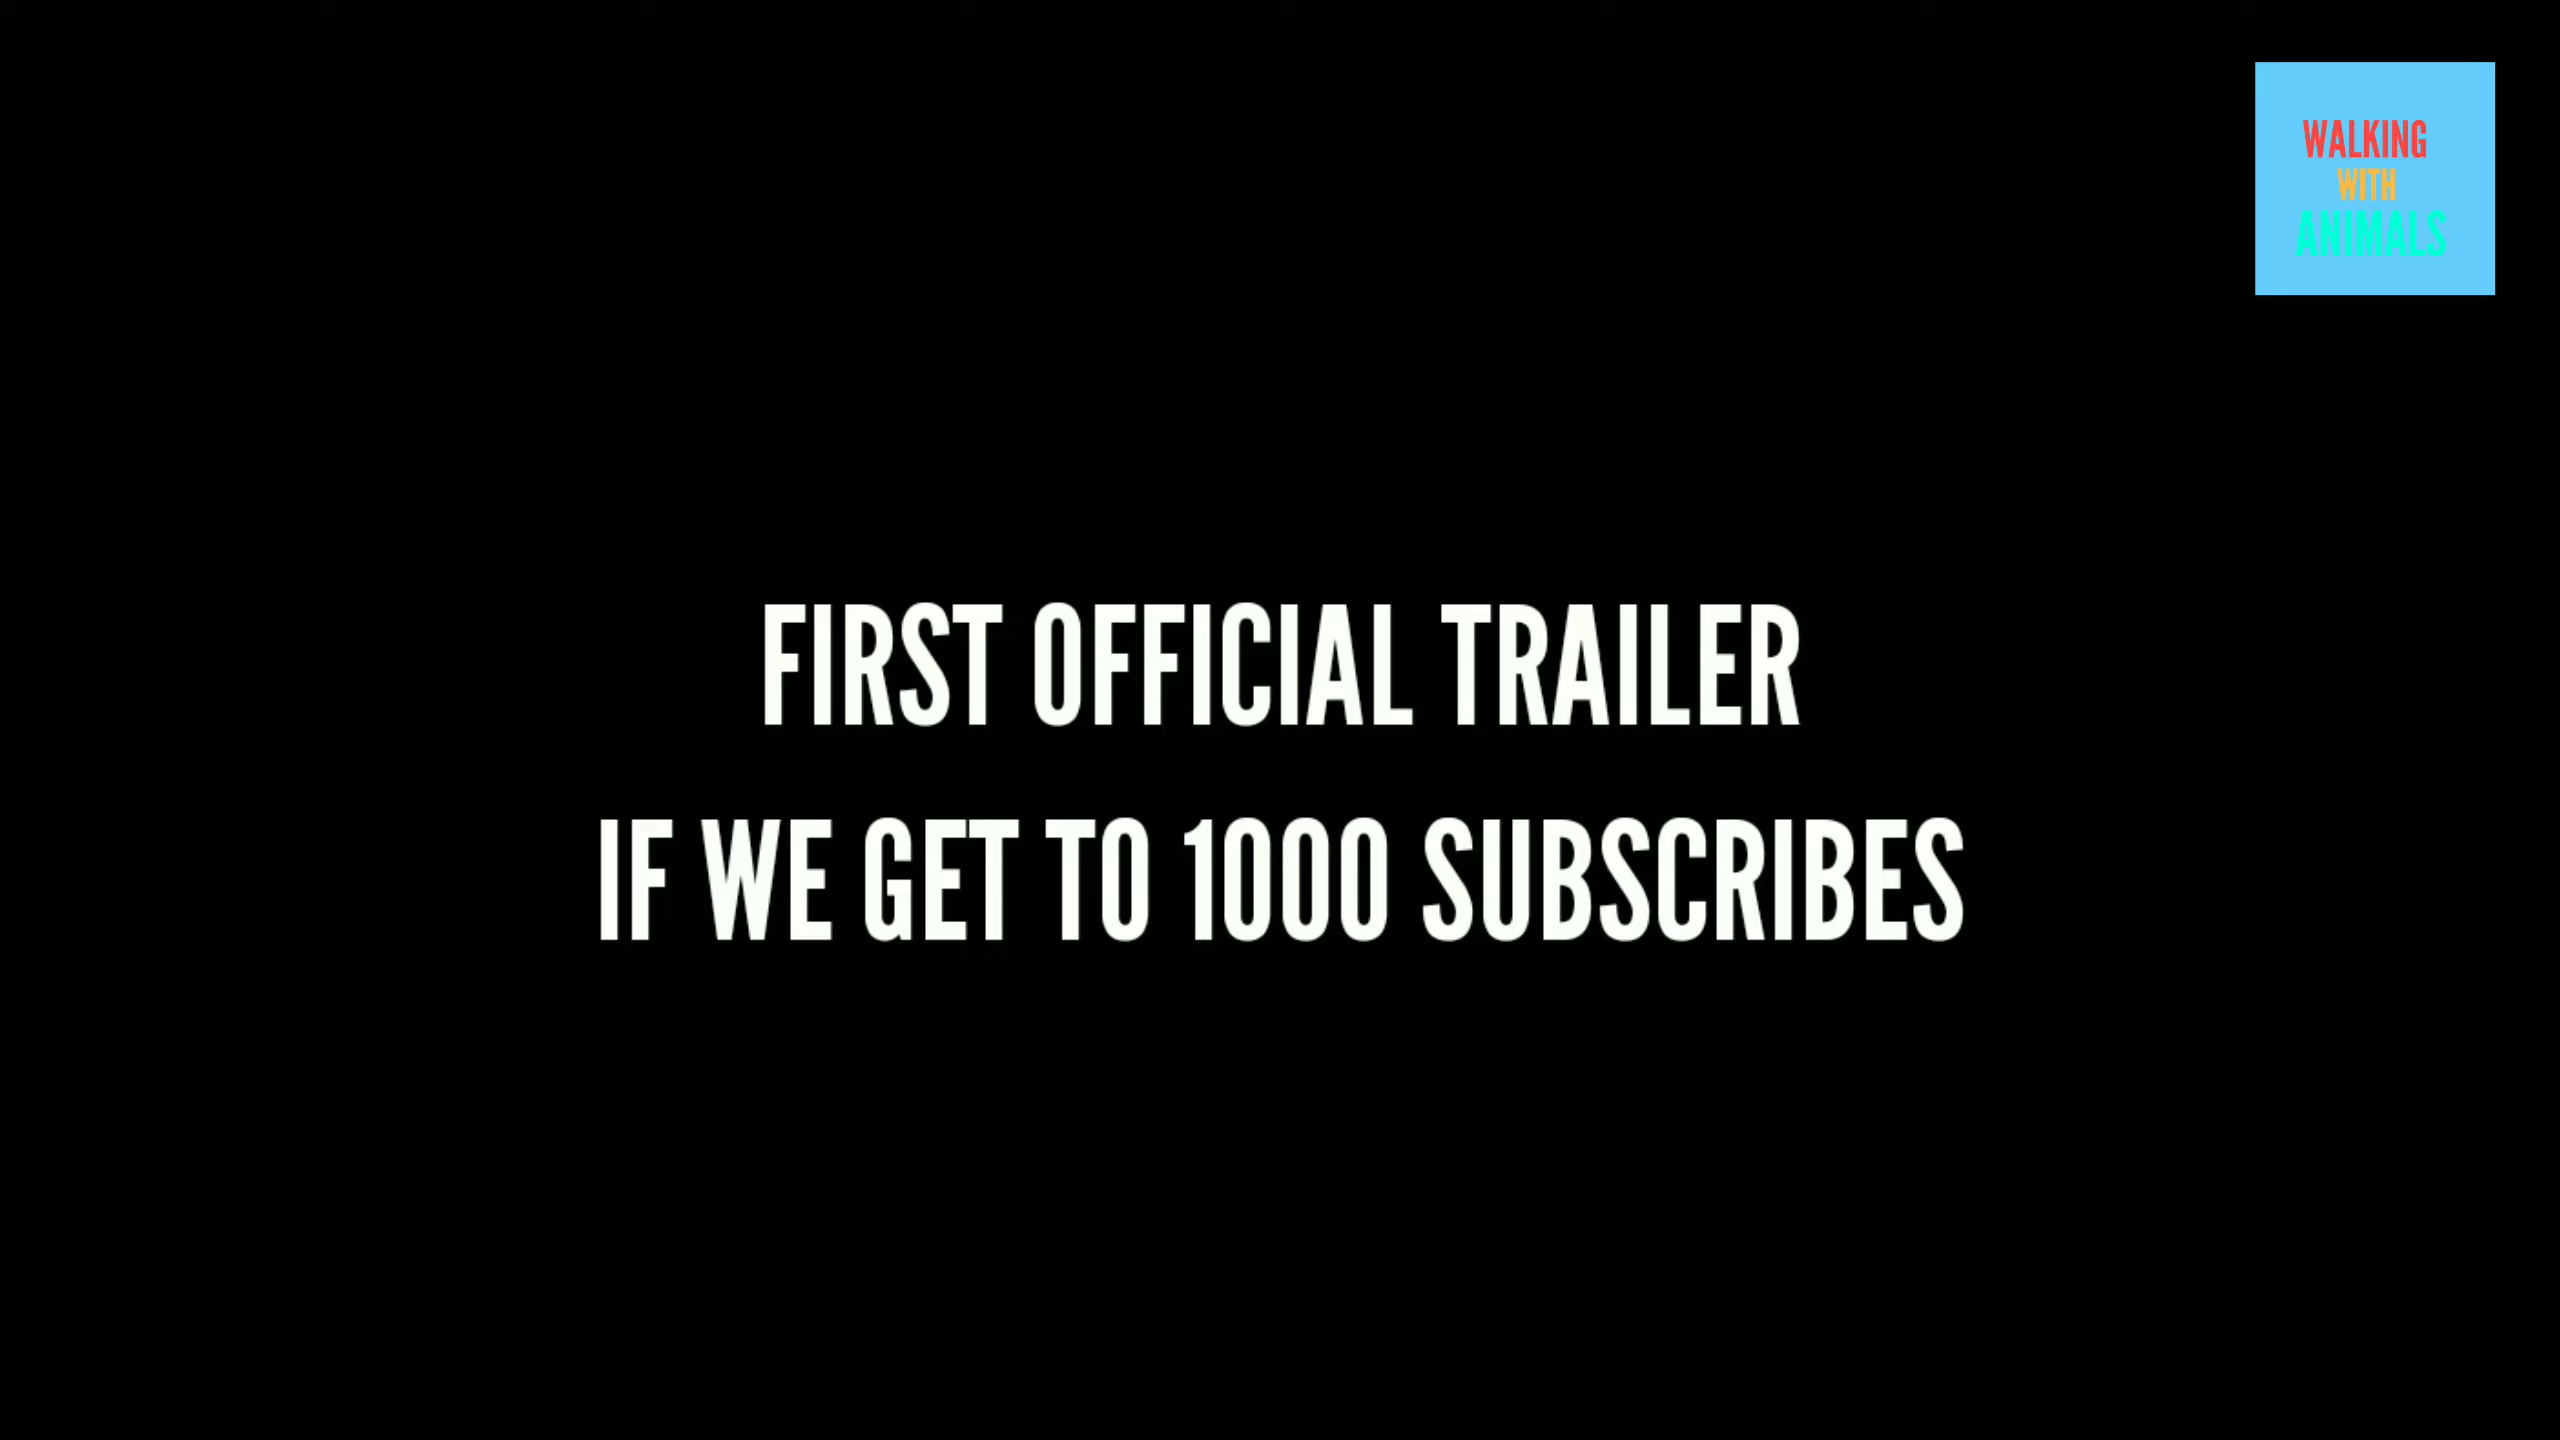 WALKING
WITH
ANIMALS
FIRST OFFICIAL TRAILER
IF WE GET TO 1000 SUBSCRIBES